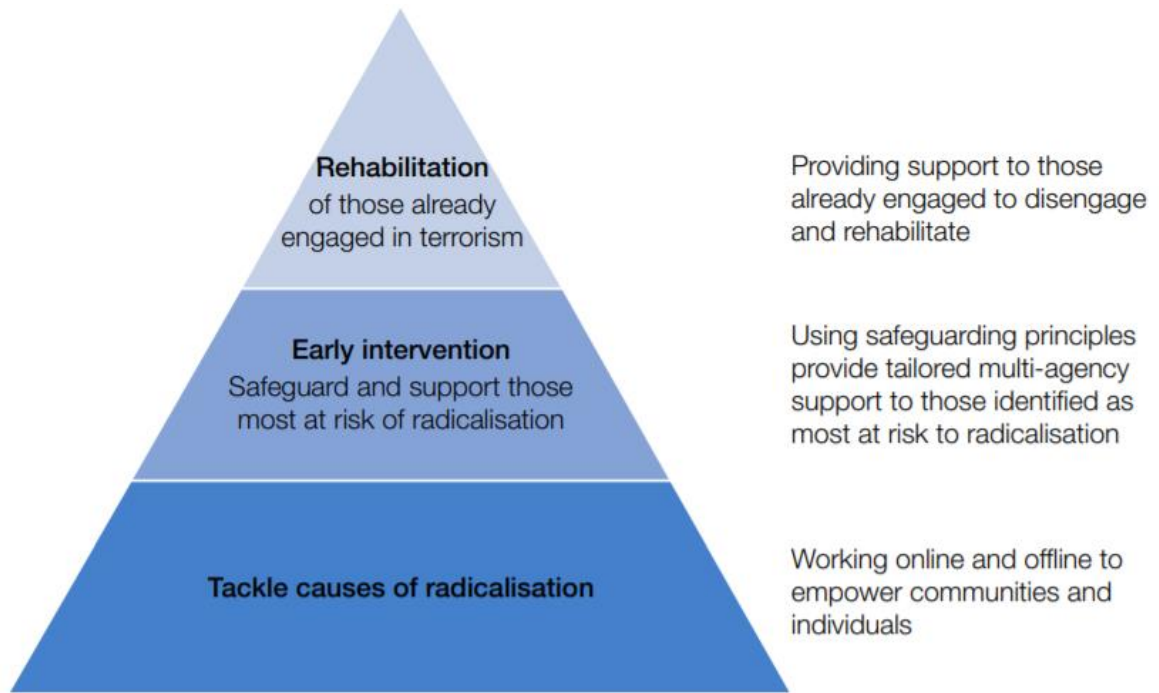 Rehabilitation
of those already
engaged in terrorism
Providing support to those
already engaged to disengage
and rehabilitate
Early intervention
Safeguard and support those
most at risk of radicalisation
Using safeguarding principles
provide tailored multi-agency
support to those identified as
most at risk to radicalisation
Tackle causes of radicalisation
Working online and offline to
empower communities and
individuals